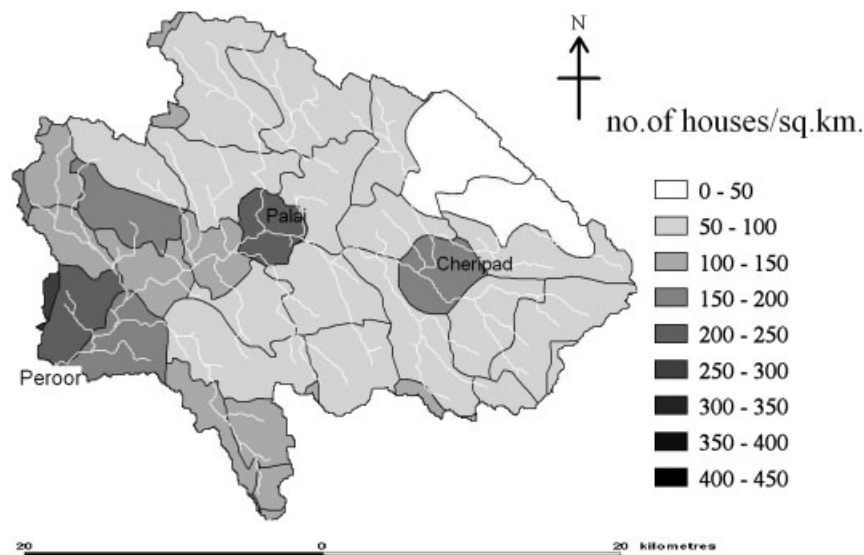 N
no.of houses/sq.km.
0 - 50
50 - 100
100 - 150
150 - 200
200 - 250
250 - 300
300 - 350
350 - 400
400 - 450
Palai
Cheripad
Peroor
20 0 20 kilometres